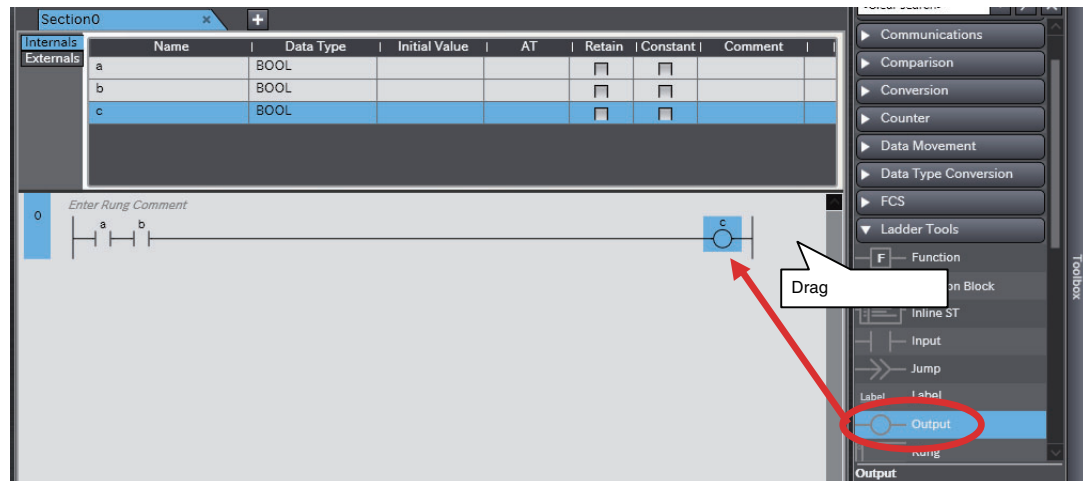 Section0 × +
Internals
Externals
Name Data Type Initial Value AT Retain Constant Comment
a BOOL
b BOOL
c BOOL
0
Enter Rung Comment
a b c
Drag
Communications
Comparison
Conversion
Counter
Data Movement
Data Type Conversion
FCS
Ladder Tools
F Function
on Block
Inline ST
Input
Jump
Label Label
Output
Rung
Output
Toolbox